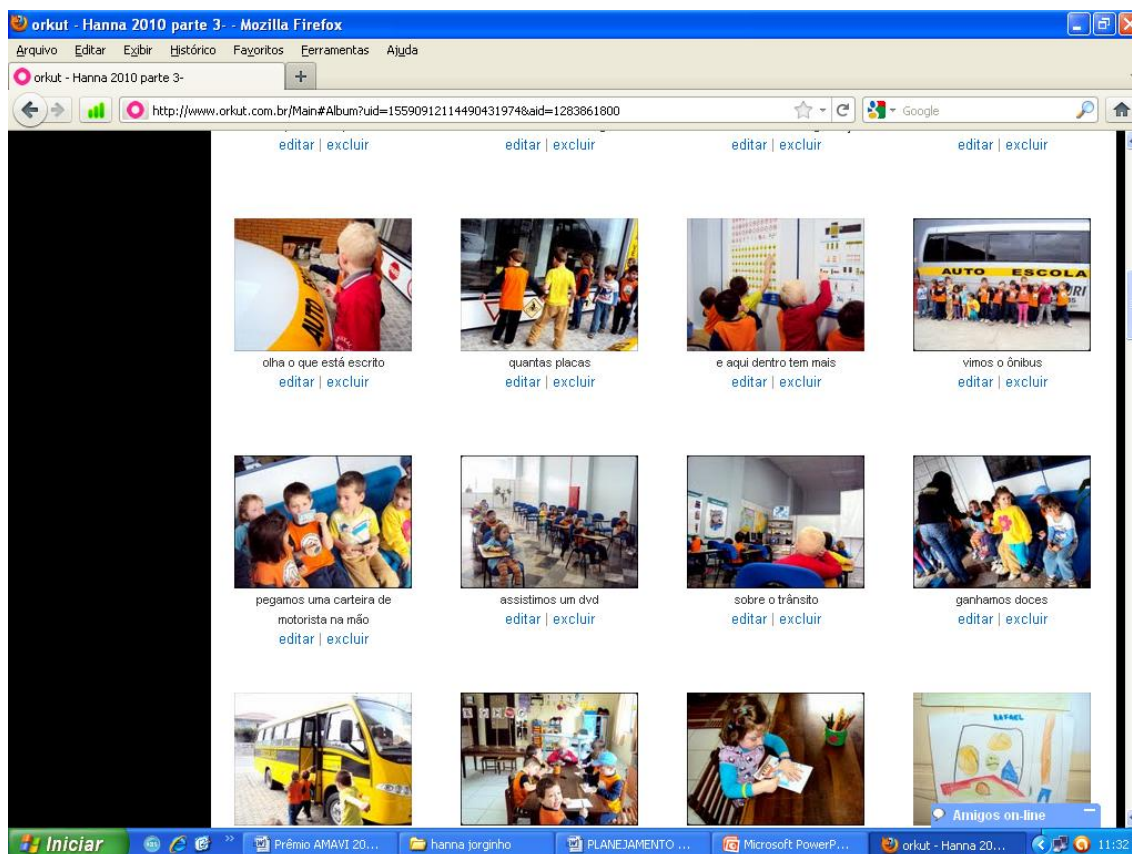 orkut - Hanna 2010 parte 3- - Mozilla Firefox
Arquivo Editar Exibir Histórico Favoritos Ferramentas Ajuda
orkut - Hanna 2010 parte 3-
http://www.orkut.com.br/Main#Album?uid=15590912114490431974&aid=1283861800
Google
editar | excluir editar | excluir editar | excluir editar | excluir
AUTO
AUTO ESCOLA
olha o que está escrito quantas placas e aqui dentro tem mais vimos o ônibus
editar | excluir editar | excluir editar | excluir editar | excluir
pegamos uma carteira de motorista na mão assistimos um dvd sobre o trânsito ganhamos doces
editar | excluir editar | excluir editar | excluir editar | excluir
RAFAEL
Amigos on-line
Iniciar Prêmio AMAVI 20... hanna jorginho PLANEJAMENTO ... Microsoft PowerP... orkut - Hanna 20... 11:32